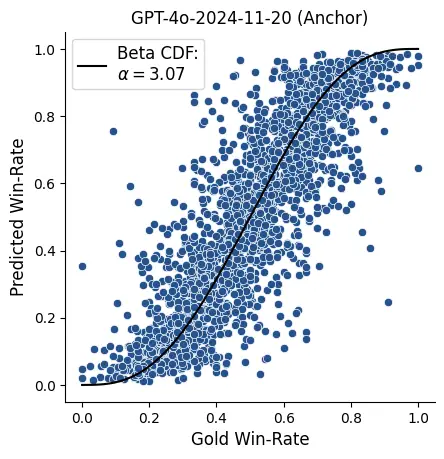 GPT-4o-2024-11-20 (Anchor)
Beta CDF:
α = 3.07
Predicted Win-Rate
1.0
0.8
0.6
0.4
0.2
0.0
0.0 0.2 0.4 0.6 0.8 1.0
Gold Win-Rate